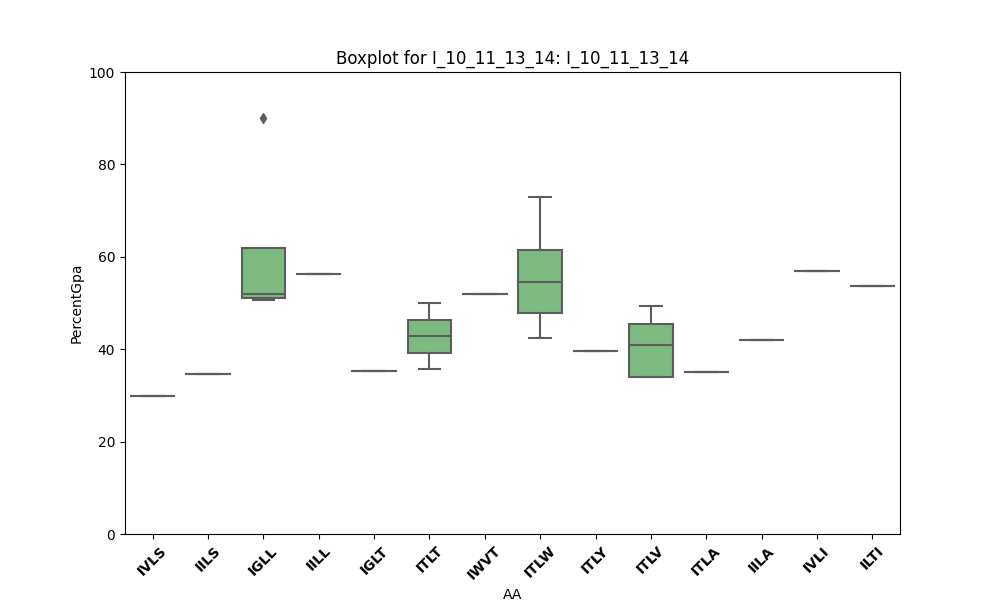 Boxplot for I_10_11_13_14: I_10_11_13_14
100
80
60
40
20
0
PercentGpa
IVLS
IILS
IGLL
IILL
IGLT
ITLT
IWVT
ITLW
ITLY
ITLV
ITLA
IILA
IVLI
ILTI
AA